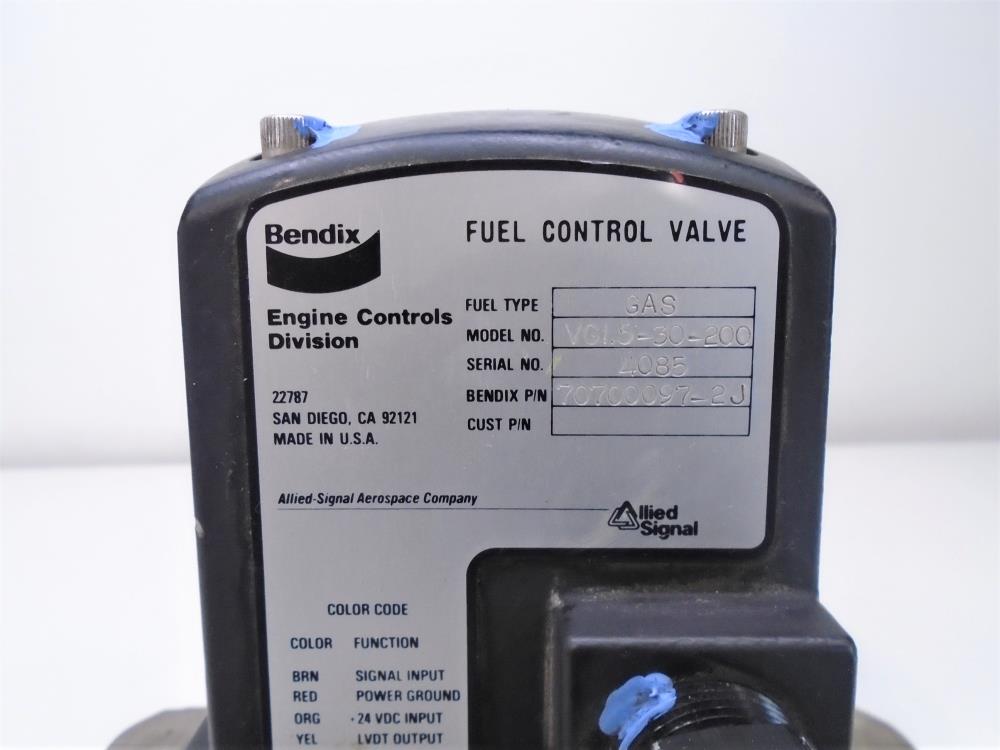 Bendix
FUEL CONTROL VALVE
Engine Controls
Division
22787
SAN DIEGO, CA 92121
MADE IN U.S.A.
FUEL TYPE GAS
MODEL NO. VG1.5-30-200
SERIAL NO. 4085
BENDIX P/N 70700097-2J
CUST P/N
Allied-Signal Aerospace Company
Allied
Signal
COLOR CODE
COLOR FUNCTION
BRN SIGNAL INPUT
RED POWER GROUND
ORG +24 VDC INPUT
YEL LVDT OUTPUT